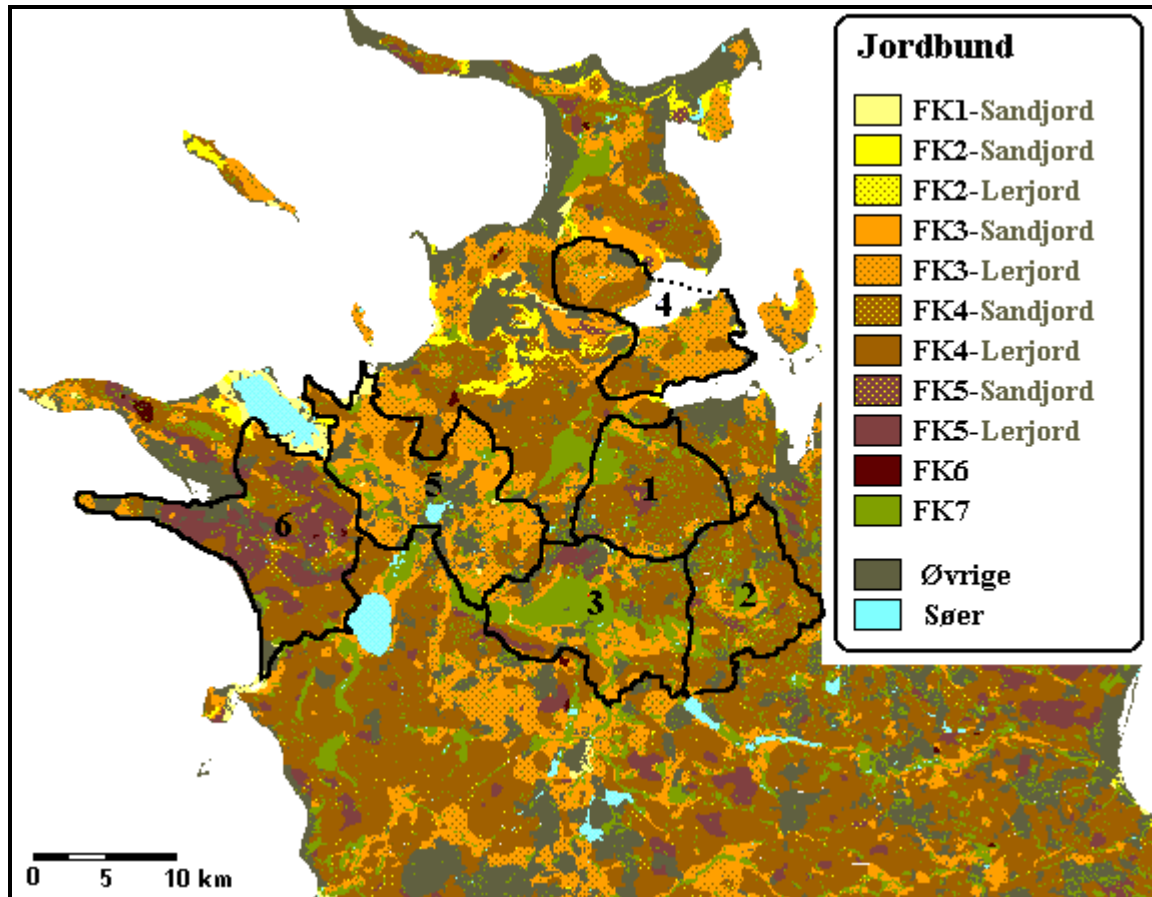 Jordbund
FK1-Sandjord
FK2-Sandjord
FK2-Lerjord
FK3-Sandjord
FK3-Lerjord
FK4-Sandjord
FK4-Lerjord
FK5-Sandjord
FK5-Lerjord
FK6
FK7
Øvrige
Søer
4
5
1
6
2
3
0 5 10 km